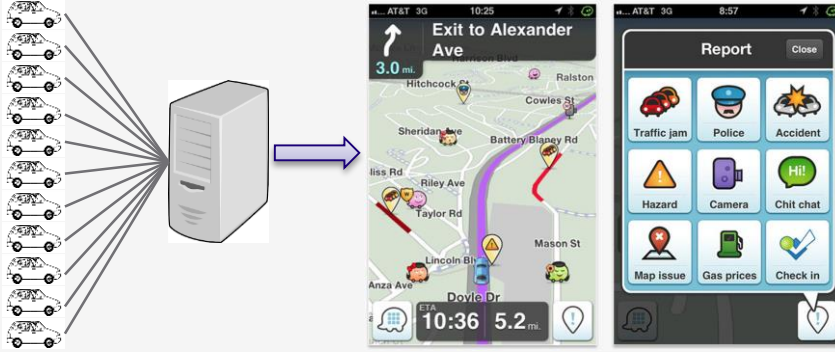 AT&T 3G 10:25
Exit to Alexander
Ave
3.0 mi.
Harrison Blvd
Hitchcock St
Ralston
Cowles St
Sheridan Ave
Battery Blaney Rd
liss Rd
Riley Ave
Taylor Rd
Mason St
Lincoln Blv
Anza Ave
Doyle Dr
ETA
10:36 5.2 mi.
AT&T 3G 8:57
Report
Close
Traffic jam
Police
Accident
Hi!
Hazard
Camera
Chit chat
Map issue
Gas prices
Check in